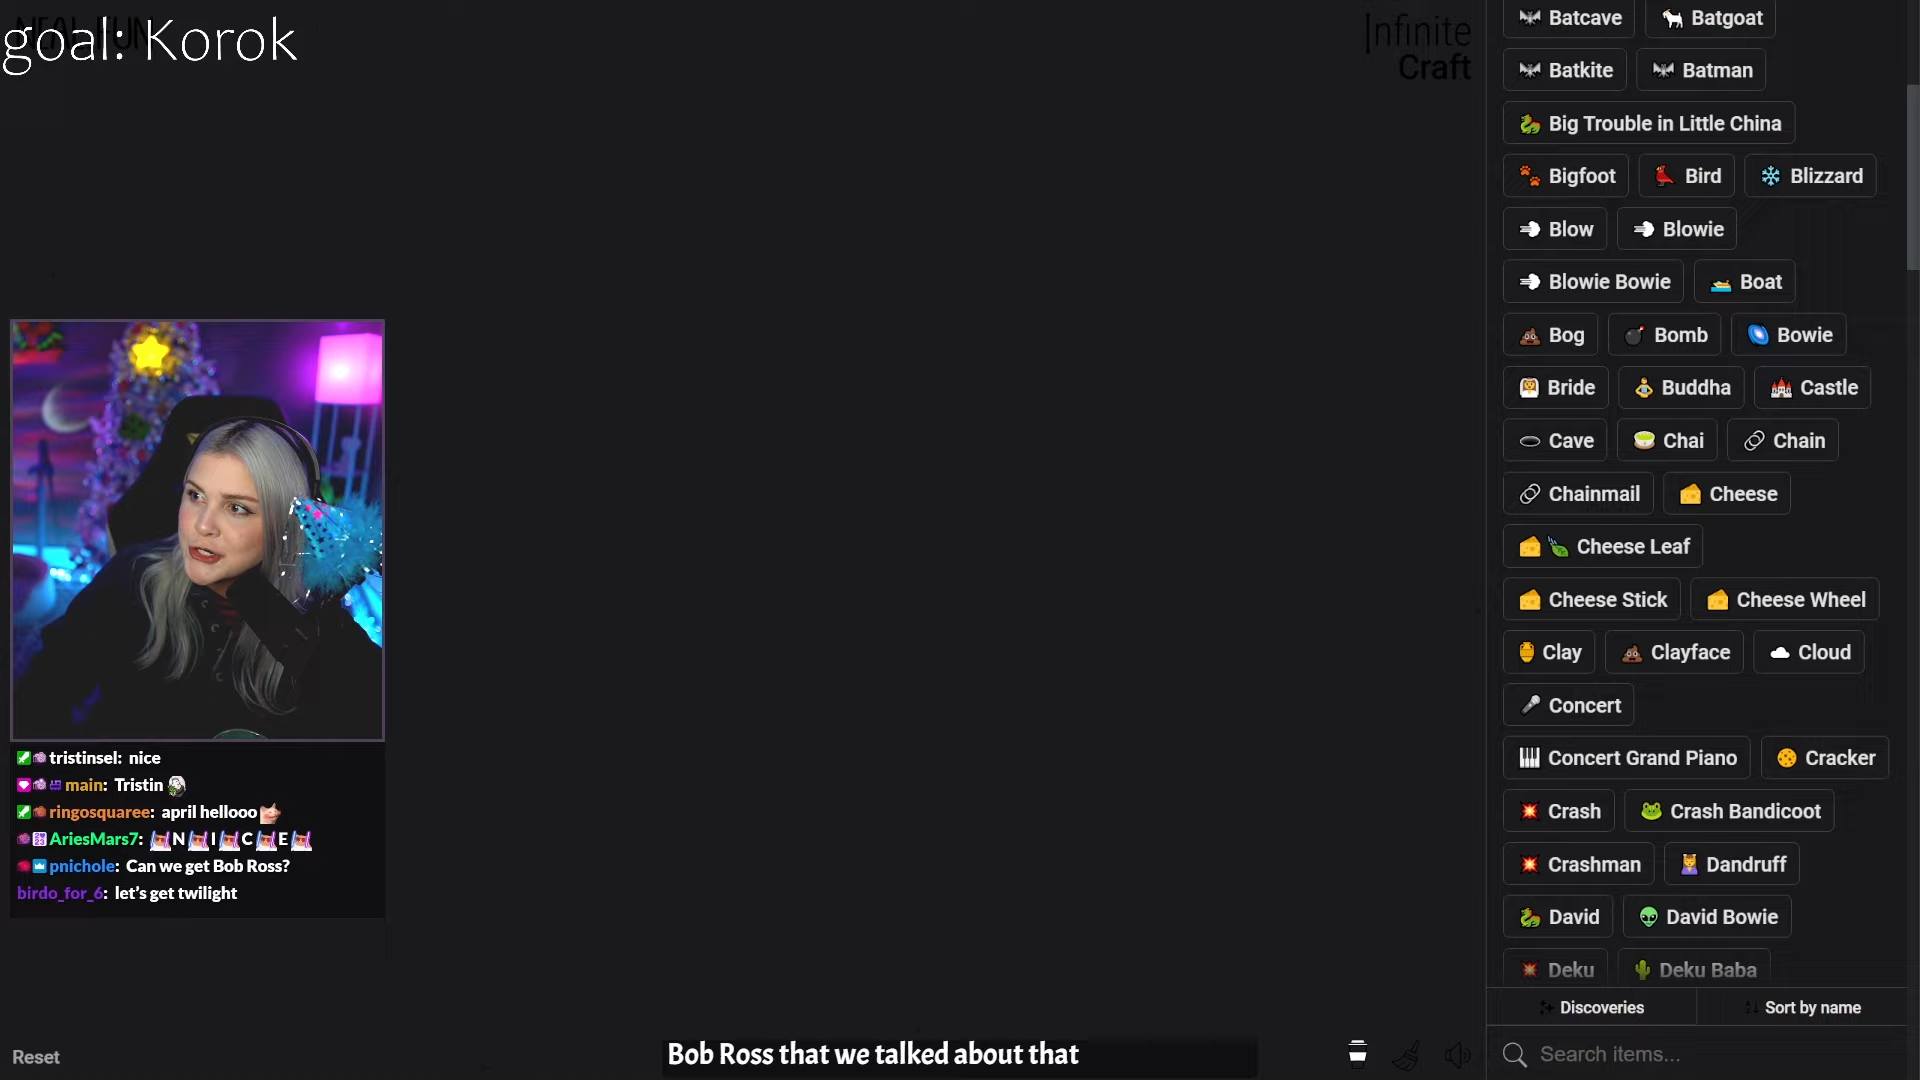 NEAL.FUN
goal: Korok
Infinite
Craft
Batcave
Batgoat
Batkite
Batman
Big Trouble in Little China
Bigfoot
Bird
Blizzard
Blow
Blowie
Blowie Bowie
Boat
Bog
Bomb
Bowie
Bride
Buddha
Castle
Cave
Chai
Chain
Chainmail
Cheese
Cheese Leaf
Cheese Stick
Cheese Wheel
Clay
Clayface
Cloud
Concert
Concert Grand Piano
Cracker
Crash
Crash Bandicoot
Crashman
Dandruff
David
David Bowie
Deku
Deku Baba
Discoveries
Sort by name
Search items...
tristinsel: nice
main: Tristin
ringosquaree: april hellooo
AriesMars7: N I C E
pnichole: Can we get Bob Ross?
birdo_for_6: let's get twilight
Reset
Bob Ross that we talked about that